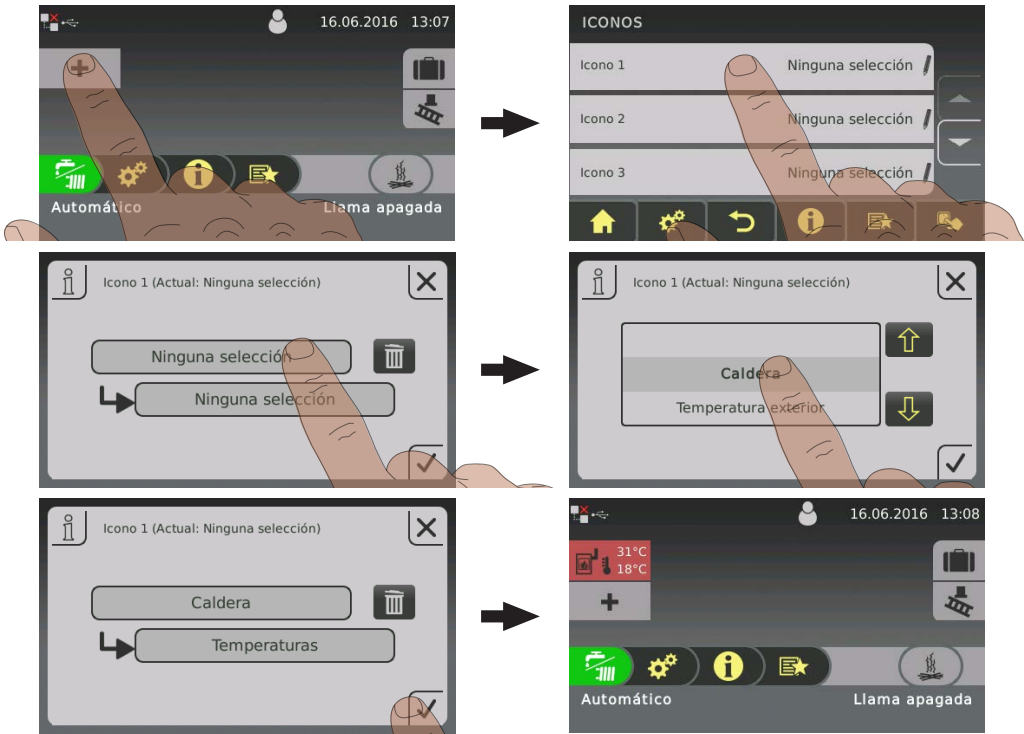 16.06.2016 13:07
Automático
Llama apagada
ICONOS
Icono 1
Ninguna selección
Icono 2
Ninguna selección
Icono 3
Ninguna selección
Icono 1 (Actual: Ninguna selección)
Ninguna selección
Ninguna selección
Icono 1 (Actual: Ninguna selección)
Caldera
Temperatura exterior
Icono 1 (Actual: Ninguna selección)
Caldera
Temperaturas
16.06.2016 13:08
31°C
18°C
Automático
Llama apagada